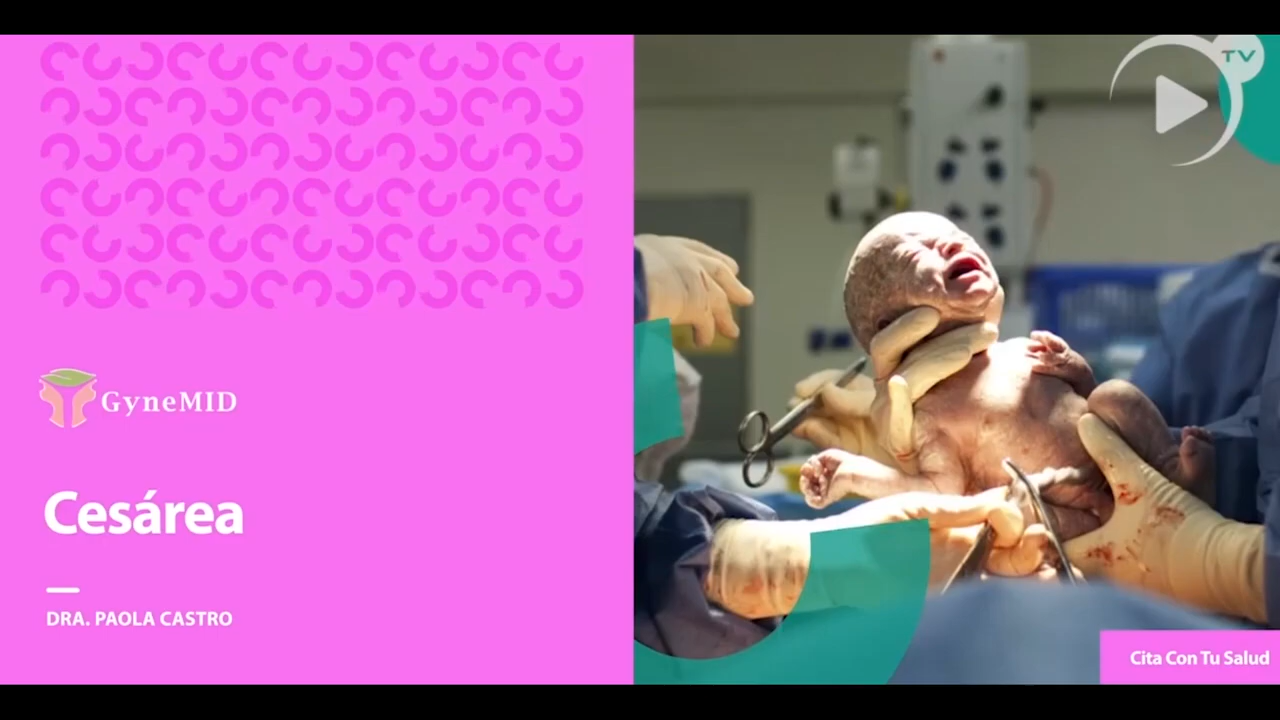 TV
GyneMID
Cesárea
DRA. PAOLA CASTRO
Cita Con Tu Salud